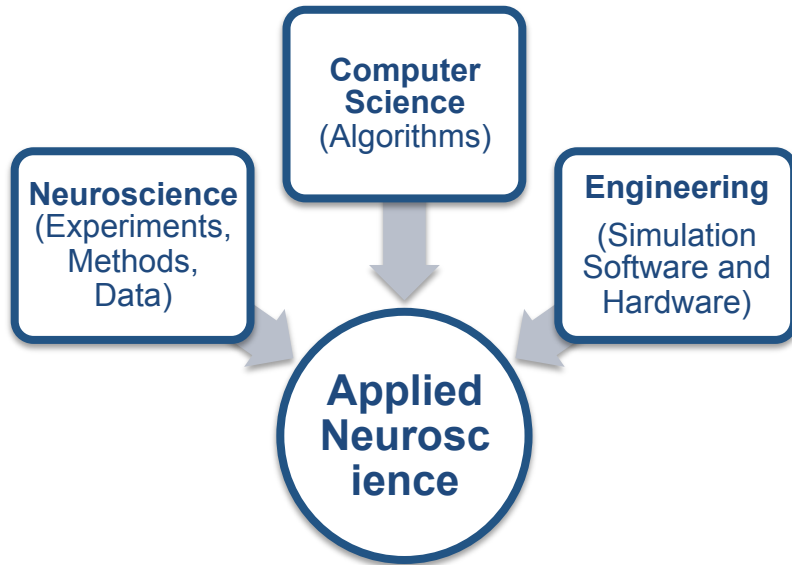 Computer
Science
(Algorithms)
Neuroscience
(Experiments,
Methods,
Data)
Engineering
(Simulation
Software and
Hardware)
Applied
Neurosc
ience